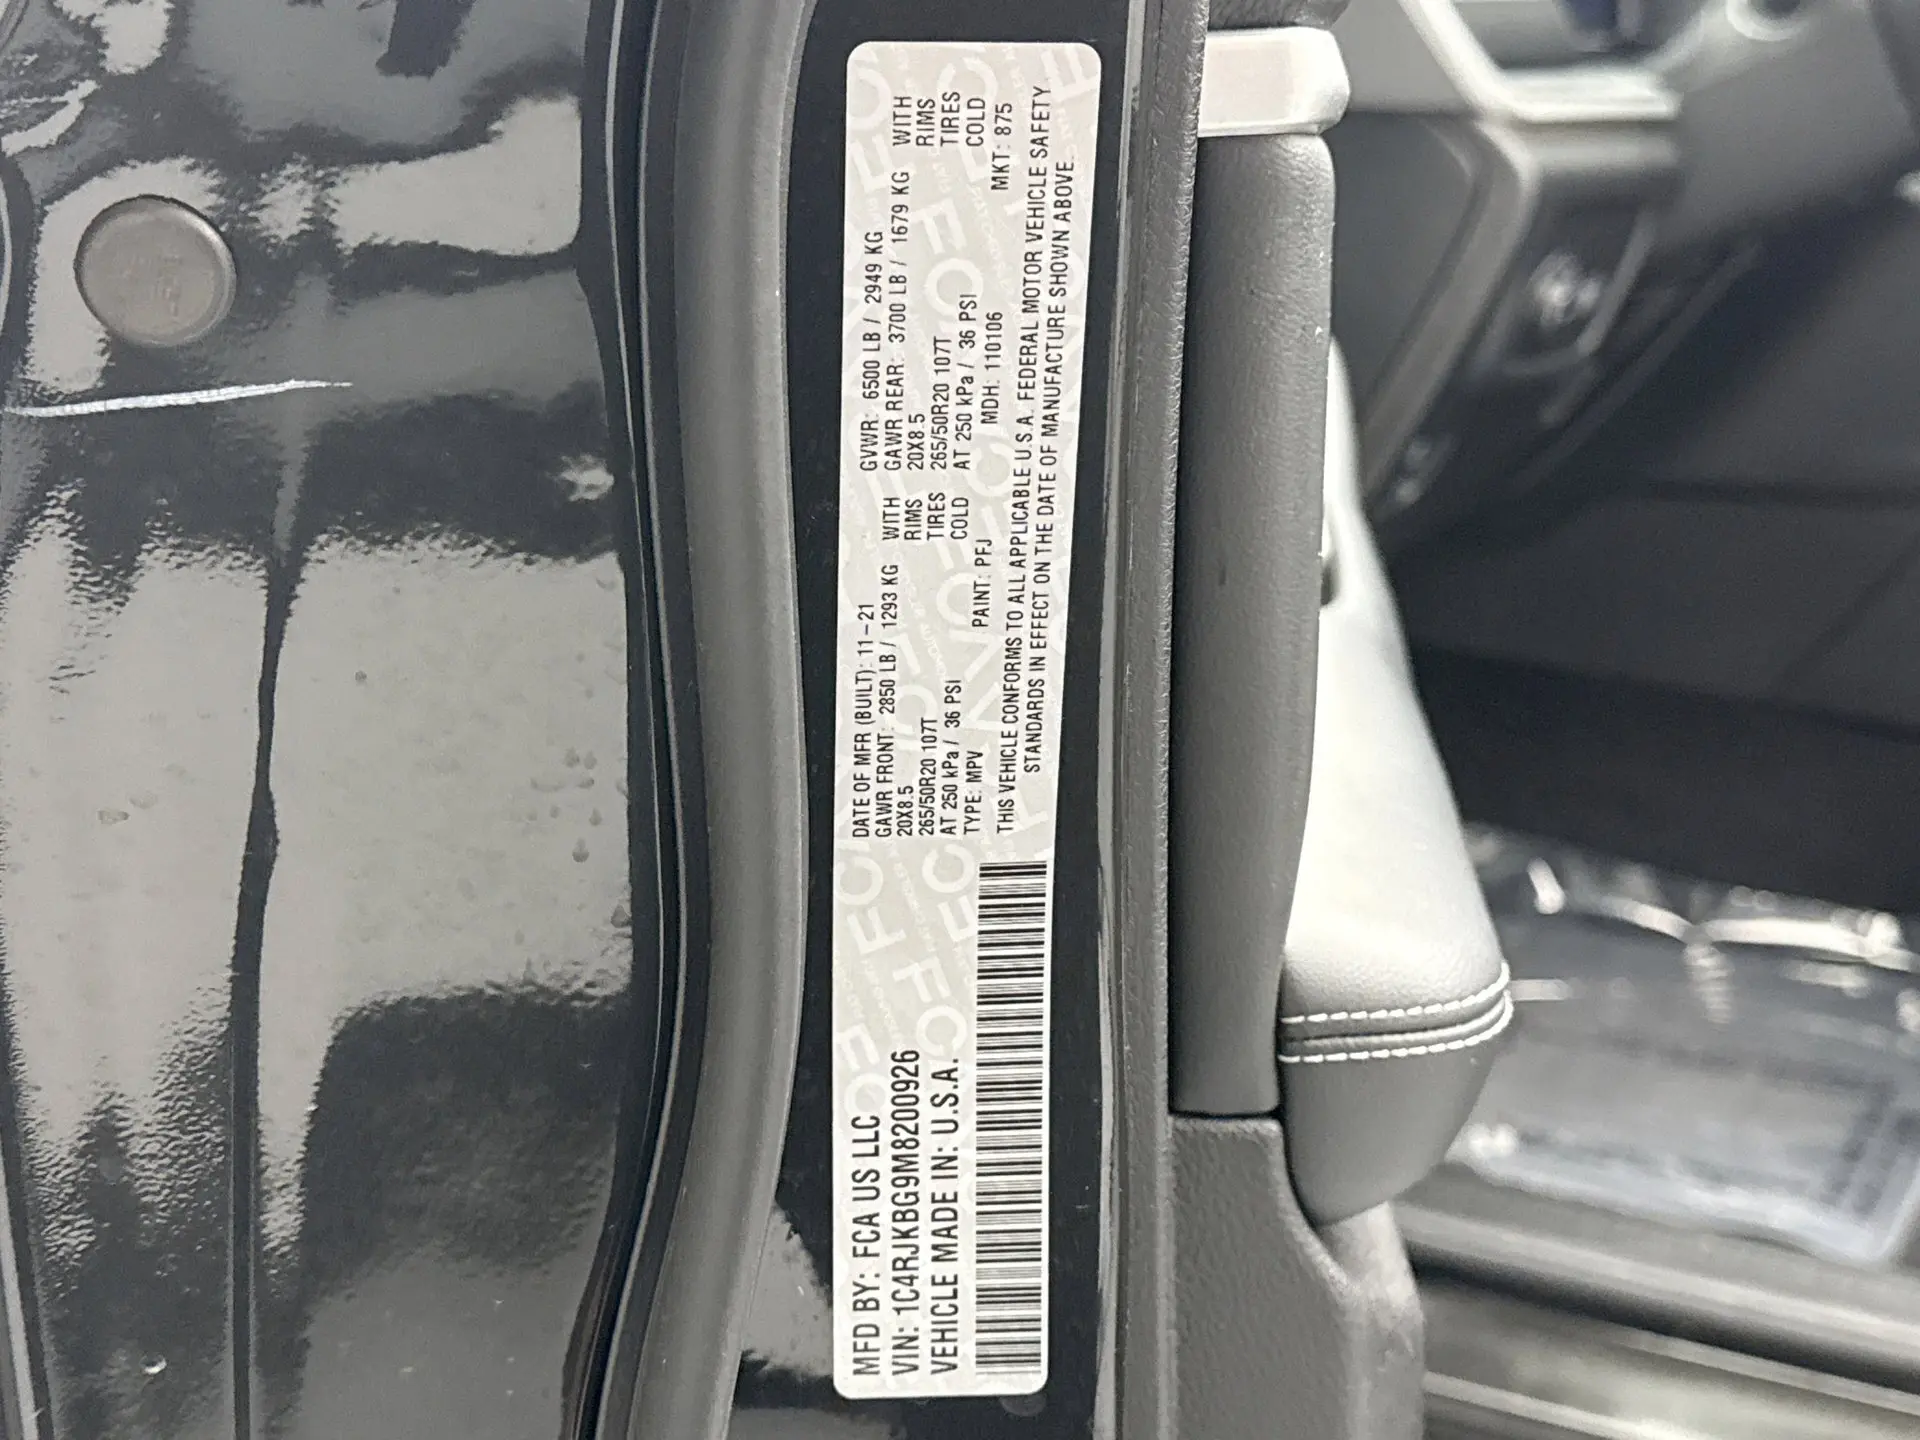 MFD BY: FCA US LLC
VIN: 1C4RJKBG9M8200926
VEHICLE MADE IN: U.S.A.
DATE OF MFR (BUILT): 11-21 GVWR: 6500 LB / 2949 KG
GAWR FRONT: 2850 LB / 1293 KG WITH GAWR REAR: 3700 LB / 1679 KG WITH
20X8.5 RIMS 20X8.5 RIMS
265/50R20 107T TIRES 265/50R20 107T TIRES
AT 250 kPa / 36 PSI COLD AT 250 kPa / 36 PSI COLD
TYPE: MPV PAINT: PFJ MDH: 110106 MKT: 875
THIS VEHICLE CONFORMS TO ALL APPLICABLE U.S.A. FEDERAL MOTOR VEHICLE SAFETY
STANDARDS IN EFFECT ON THE DATE OF MANUFACTURE SHOWN ABOVE.